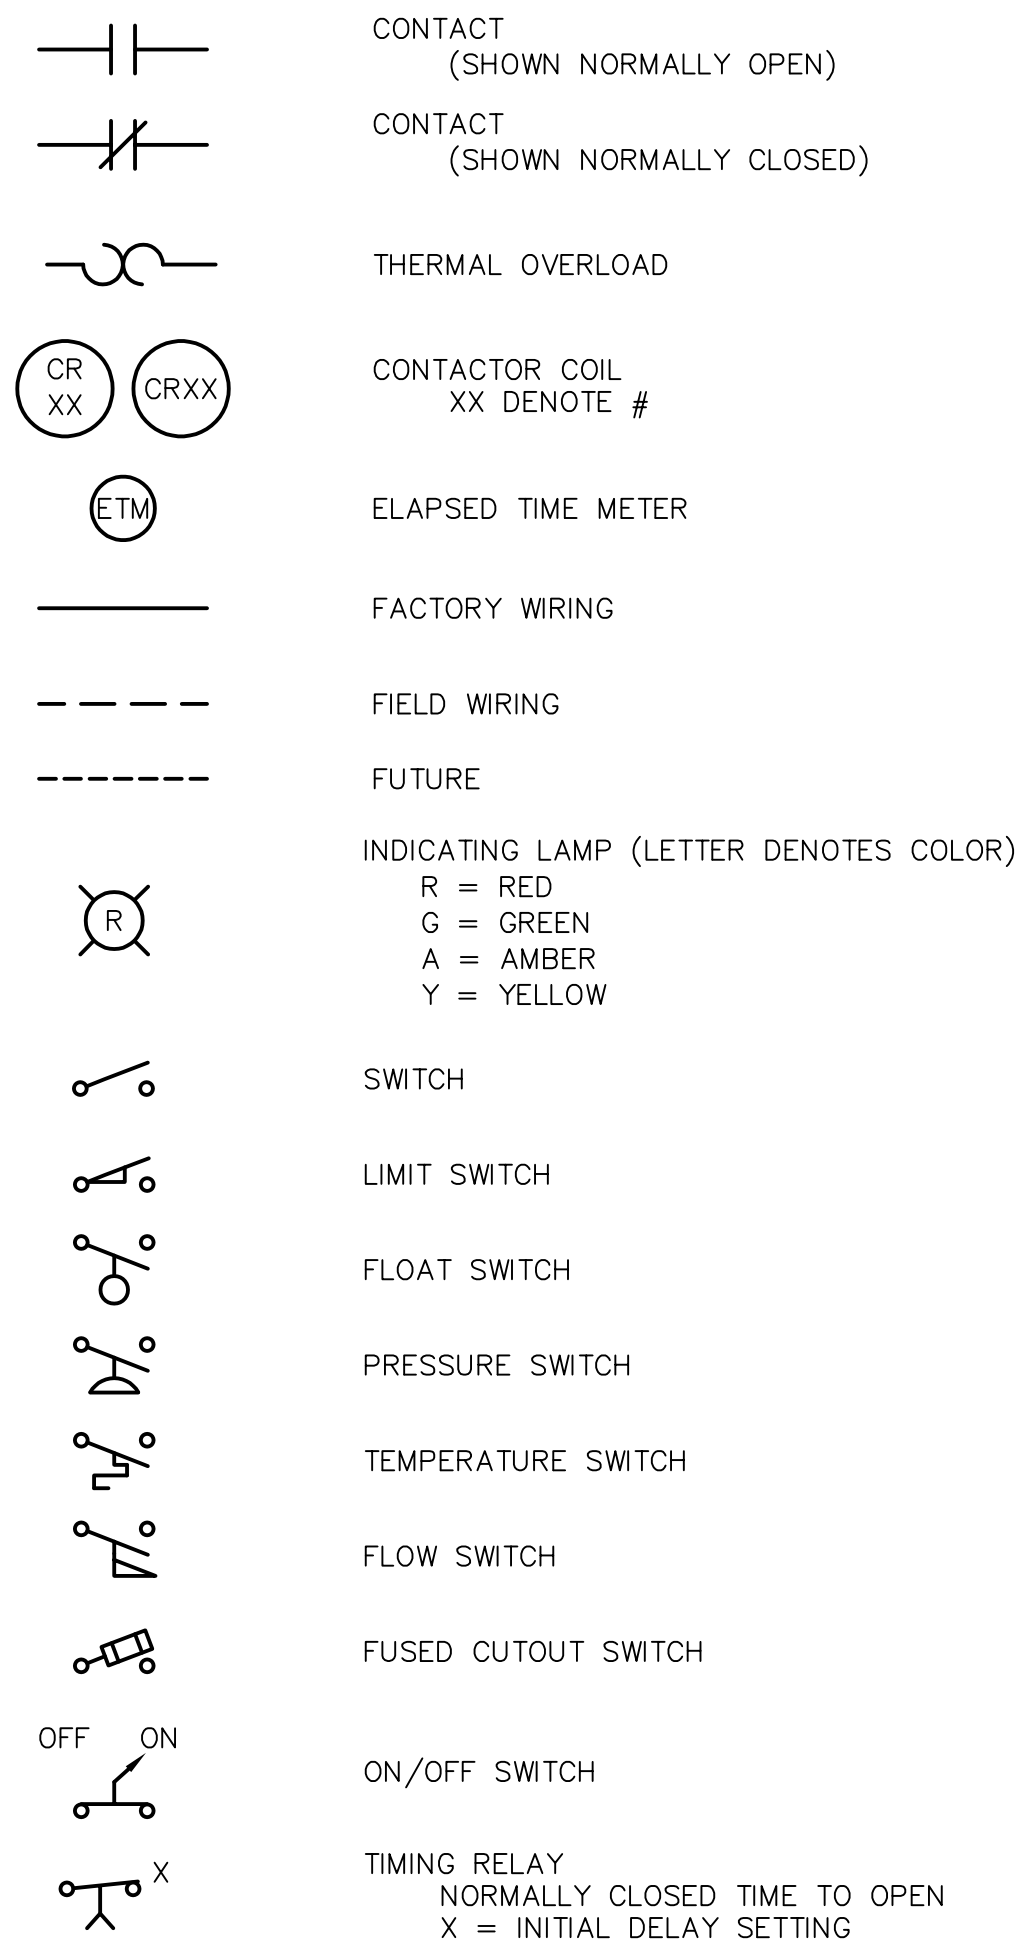 CONTACT
(SHOWN NORMALLY OPEN)
CONTACT
(SHOWN NORMALLY CLOSED)
THERMAL OVERLOAD
CR
XX
CRXX
CONTACTOR COIL
XX DENOTE #
ETM
ELAPSED TIME METER
FACTORY WIRING
FIELD WIRING
FUTURE
INDICATING LAMP (LETTER DENOTES COLOR)
R
R = RED
G = GREEN
A = AMBER
Y = YELLOW
SWITCH
LIMIT SWITCH
FLOAT SWITCH
PRESSURE SWITCH
TEMPERATURE SWITCH
FLOW SWITCH
FUSED CUTOUT SWITCH
OFF ON
ON/OFF SWITCH
X
TIMING RELAY
NORMALLY CLOSED TIME TO OPEN
X = INITIAL DELAY SETTING